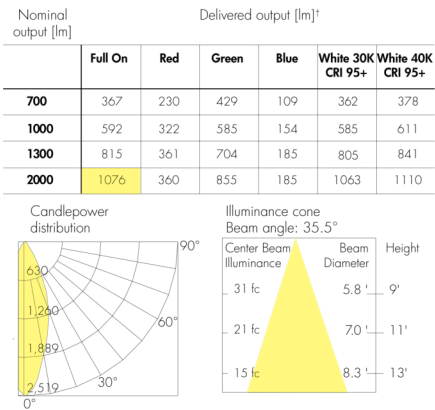 Nominal output [lm] Delivered output [lm]†
Full On Red Green Blue White 30K CRI 95+ White 40K CRI 95+
700 367 230 429 109 362 378
1000 592 322 585 154 585 611
1300 815 361 704 185 805 841
2000 1076 360 855 185 1063 1110
Candlepower distribution
90°
630
1,260
60°
1,889
30°
2,519
0°
Illuminance cone
Beam angle: 35.5°
Center Beam Illuminance Beam Diameter Height
31 fc 5.8 ' 9'
21 fc 7.0 ' 11'
15 fc 8.3 ' 13'